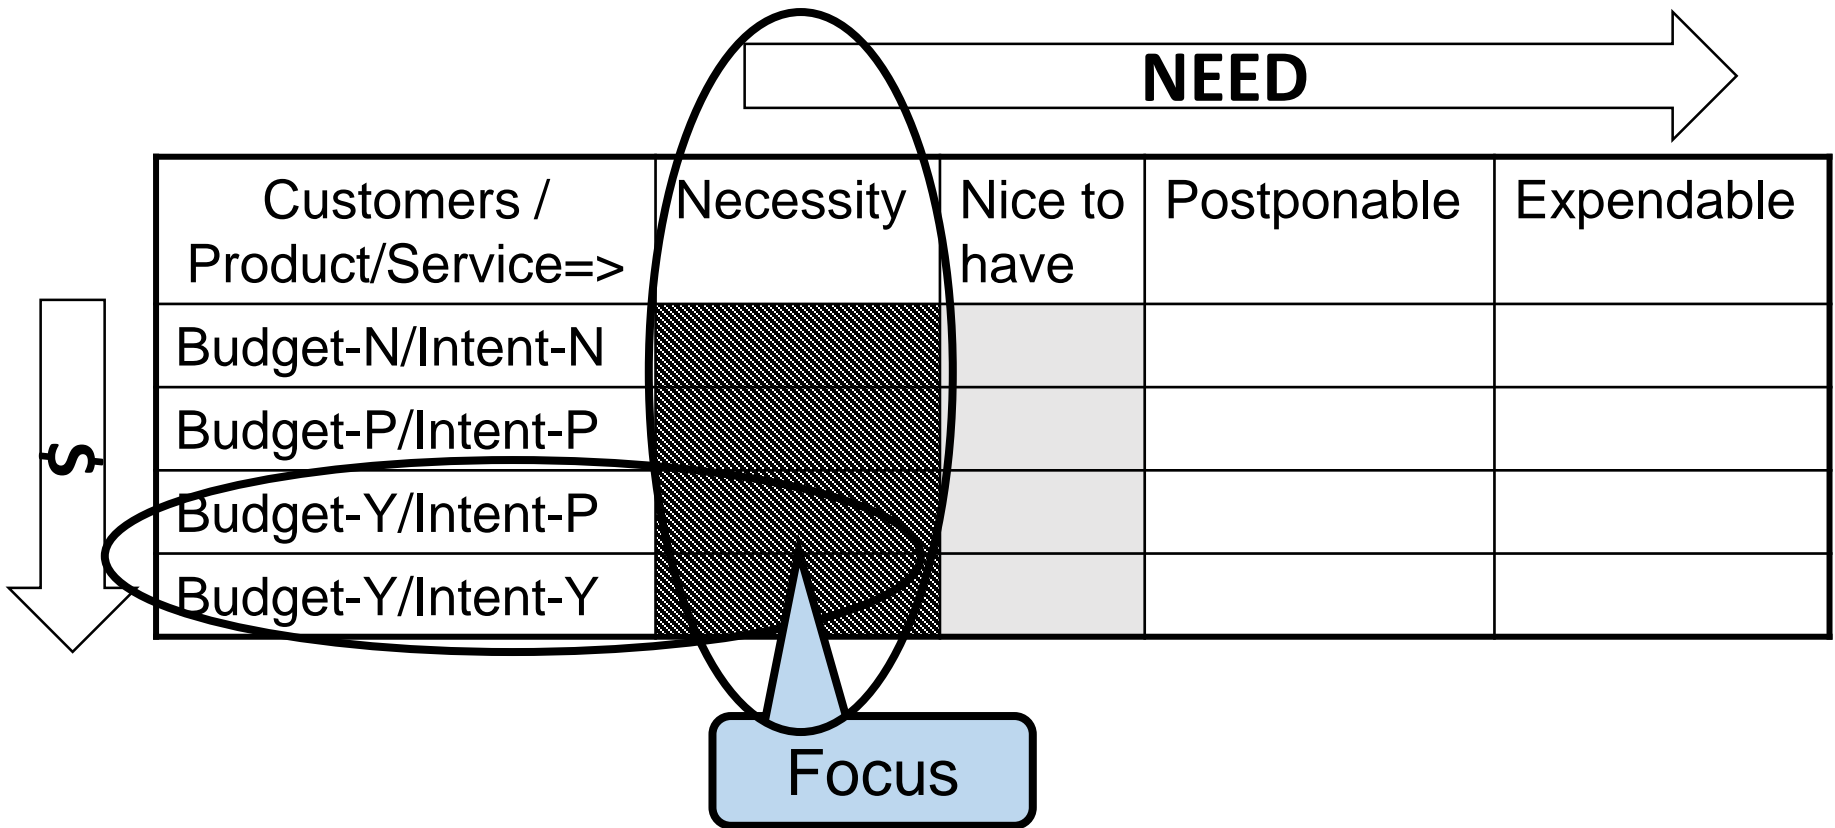 NEED
Customers /
Product/Service=>
Necessity
Nice to
have
Postponable
Expendable
$
Budget-N/Intent-N
Budget-P/Intent-P
Budget-Y/Intent-P
Budget-Y/Intent-Y
Focus